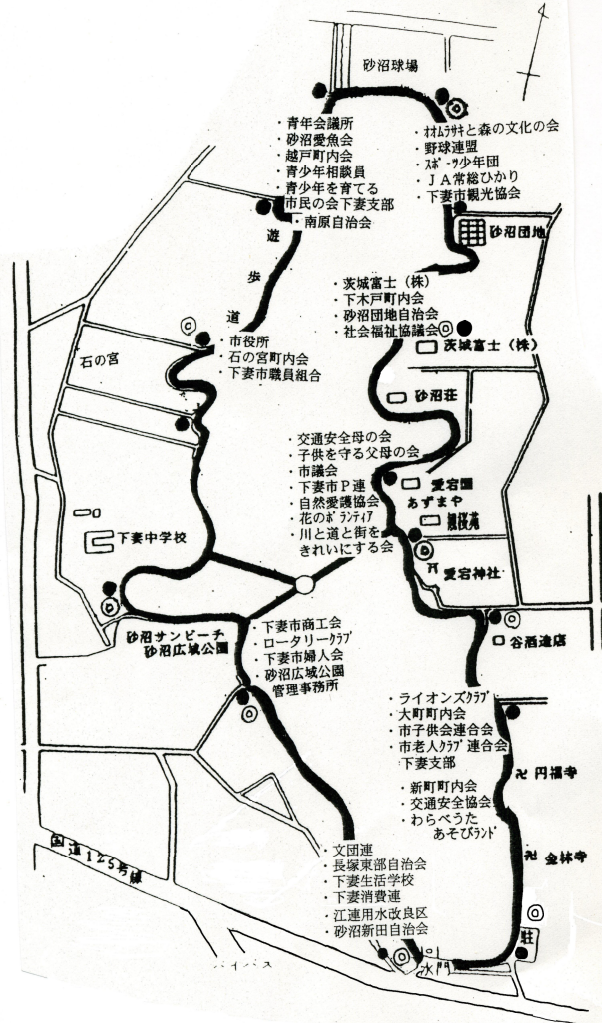 砂沼球場
・青年会議所
・砂沼愛魚会
・越戸町内会
・青少年相談員
・青少年を育てる
市民の会下妻支部
・南原自治会
・ｵｵﾑﾗｻｷと森の文化の会
・野球連盟
・ｽﾎﾟｰﾂ少年団
・ＪＡ常総ひかり
・下妻市観光協会
砂沼団地
遊歩道
・茨城富士（株）
・下木戸町内会
・砂沼団地自治会
・社会福祉協議会
茨城富士（株）
・市役所
・石の宮町内会
・下妻市職員組合
石の宮
砂沼荘
・交通安全母の会
・子供を守る父母の会
・市議会
・下妻市Ｐ連
・自然愛護協会
・花のﾎﾞﾗﾝﾃｨｱ
・川と道と街を
きれいにする会
愛宕園
あずまや
観桜苑
愛宕神社
下妻中学校
砂沼サンビーチ
砂沼広域公園
・下妻市商工会
・ロータリークﾗﾌﾞ
・下妻市婦人会
・砂沼広域公園
管理事務所
谷酒造店
・ライオンズクﾗﾌﾞ
・大町町内会
・市子供会連合会
・市老人ｸﾗﾌﾞ連合会
下妻支部
卍 円福寺
・新町町内会
・交通安全協会
・わらべうた
あそびﾗﾝﾄﾞ
卍 金林寺
国道125号線
・文団連
・長塚東部自治会
・下妻生活学校
・下妻消費連
・江連用水改良区
・砂沼新田自治会
駐
水門
バイパス